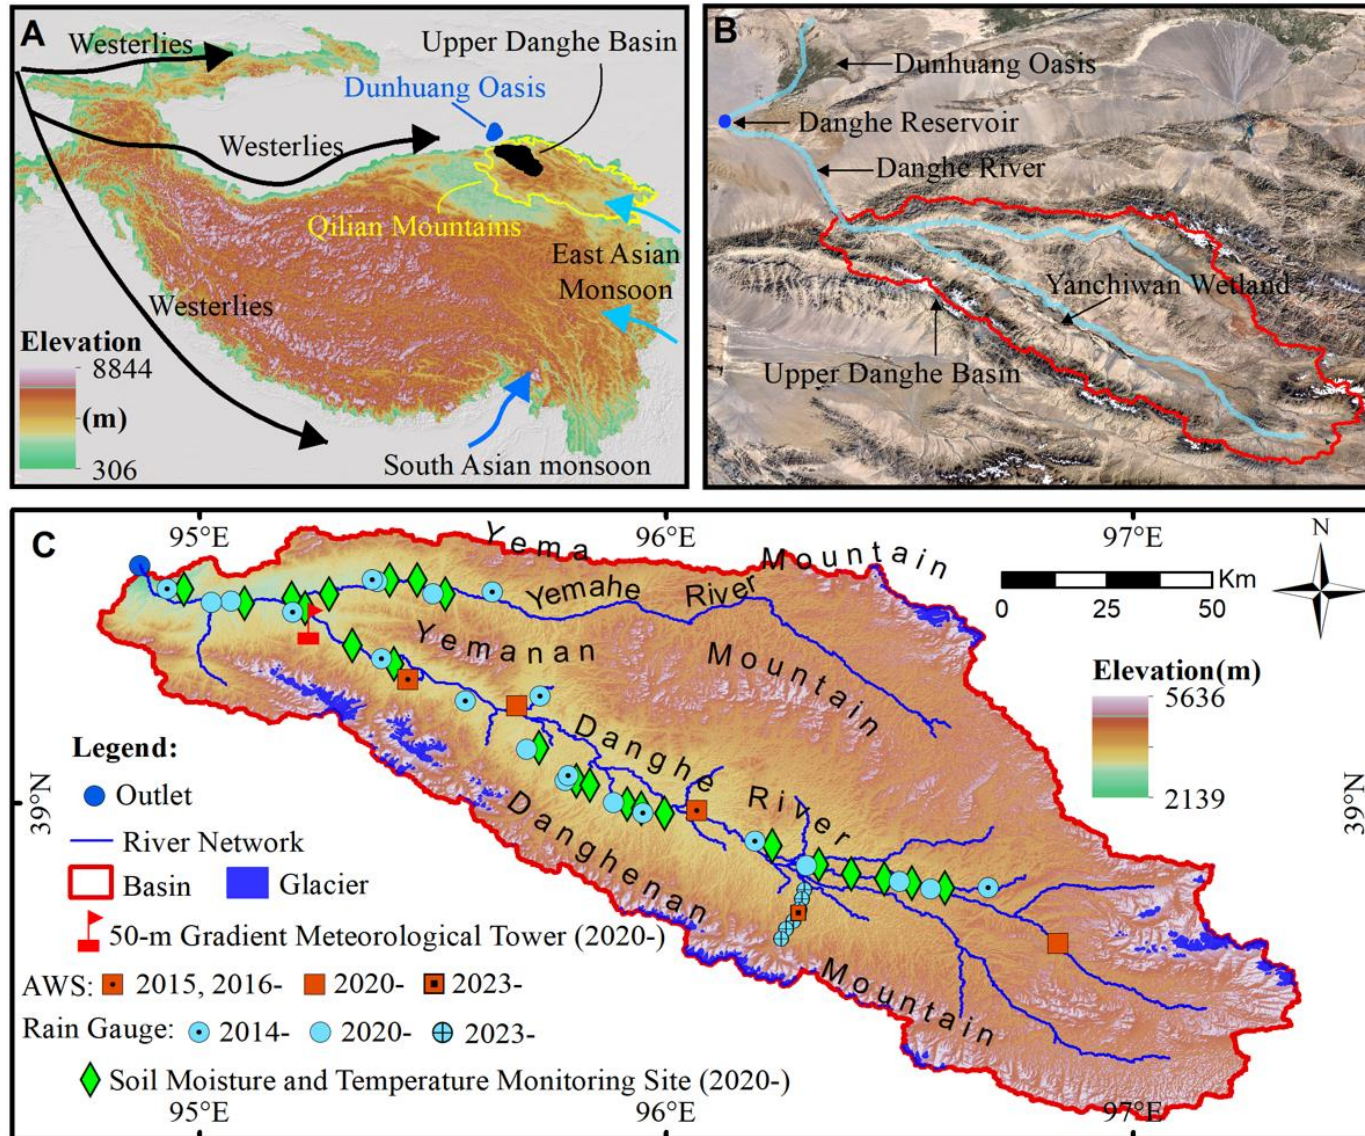 A
Westerlies
Upper Danghe Basin
Dunhuang Oasis
Westerlies
Qilian Mountains
East Asian
Monsoon
Westerlies
Elevation
8844
(m)
306
South Asian monsoon
B
Dunhuang Oasis
Danghe Reservoir
Danghe River
Yanchiwan Wetland
Upper Danghe Basin
C
95°E
96°E
97°E
N
Yema Mountain
Yemahe River
0 25 50 Km
Yemanan Mountain
Elevation(m)
5636
2139
Danghe River
Danghenan Mountain
39°N
39°N
Legend:
Outlet
River Network
Basin
Glacier
50-m Gradient Meteorological Tower (2020-)
AWS: 2015, 2016- 2020- 2023-
Rain Gauge: 2014- 2020- 2023-
Soil Moisture and Temperature Monitoring Site (2020-)
95°E
96°E
97°E